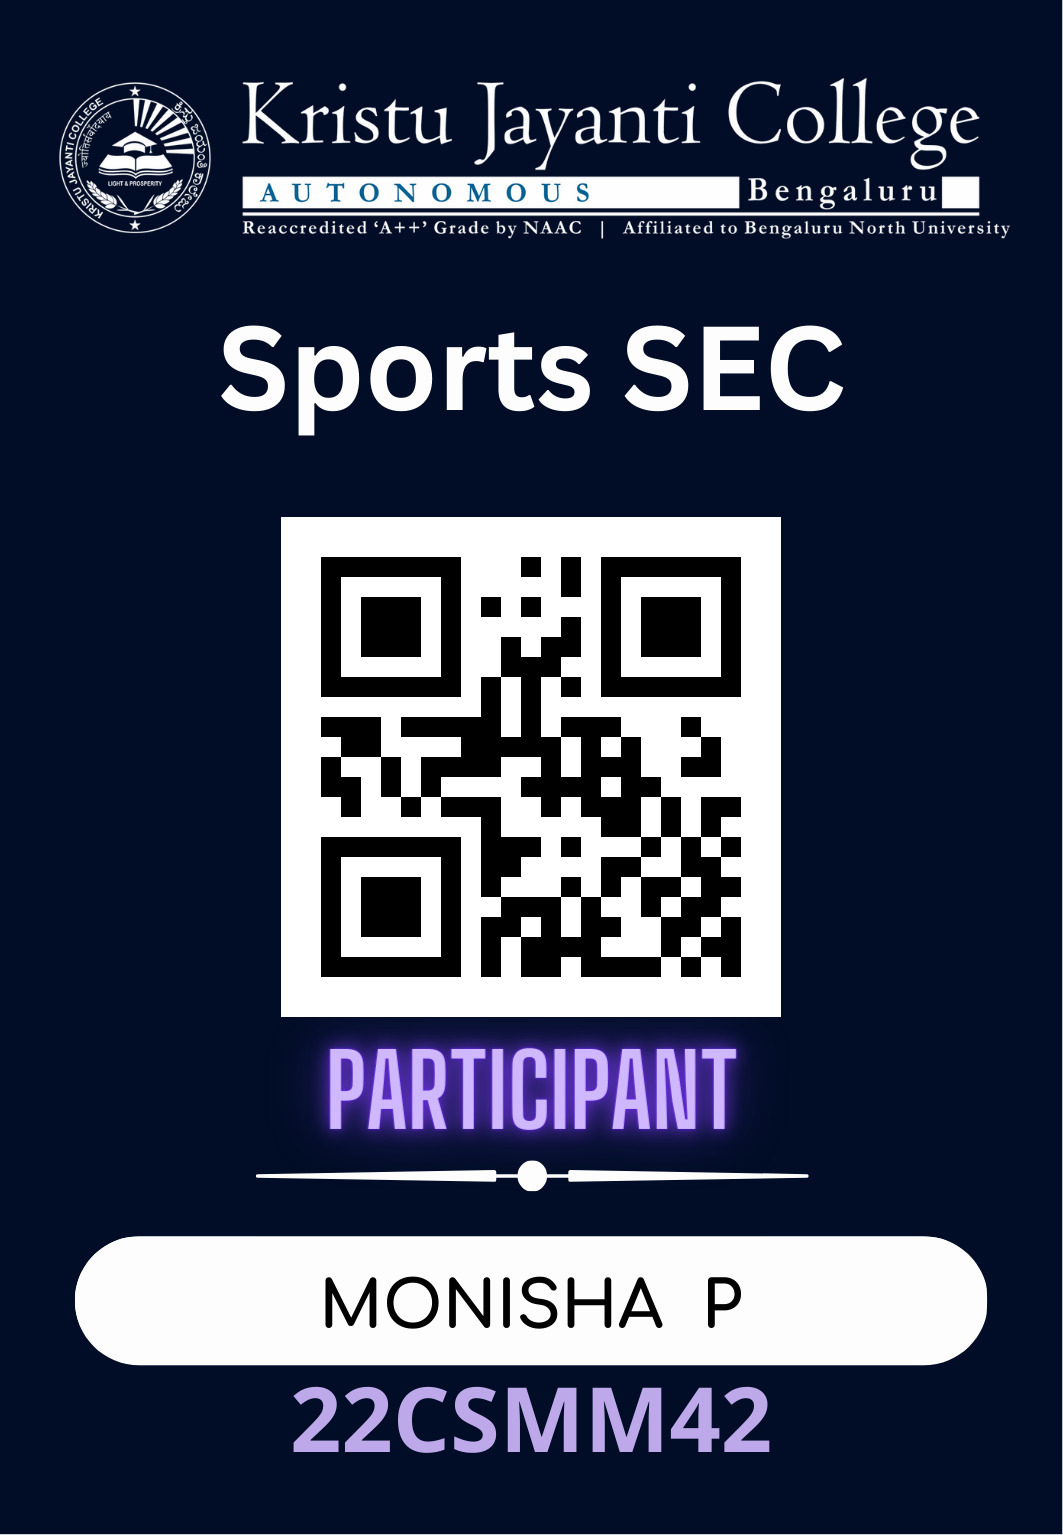 KRISTU JAYANTI COLLEGE
ज्योतिसंवादयाय
LIGHT & PROSPERITY
Kristu Jayanti College
AUTONOMOUS Bengaluru
Reaccredited ‘A++’ Grade by NAAC | Affiliated to Bengaluru North University
Sports SEC
PARTICIPANT
MONISHA P
22CSMM42